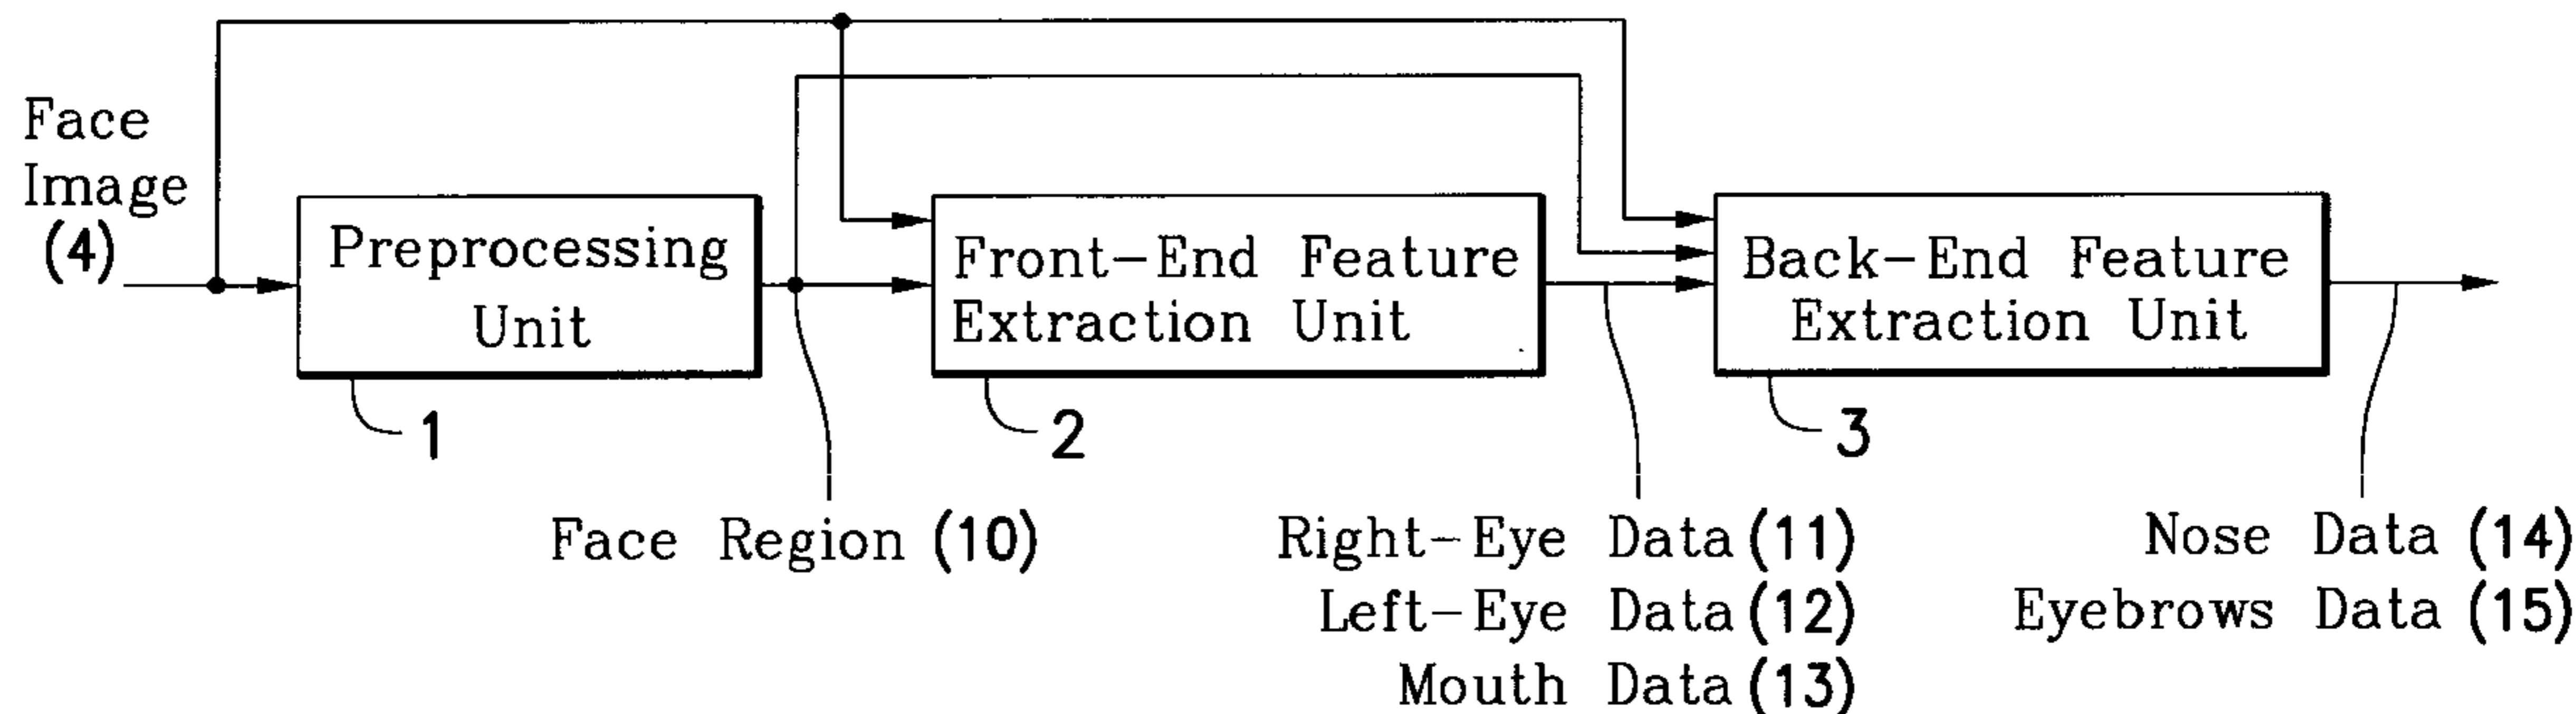 Face
Image
(4)
Preprocessing
Unit
Front-End Feature
Extraction Unit
Back-End Feature
Extraction Unit
1
2
3
Face Region (10)
Right-Eye Data (11)
Left-Eye Data (12)
Mouth Data (13)
Nose Data (14)
Eyebrows Data (15)